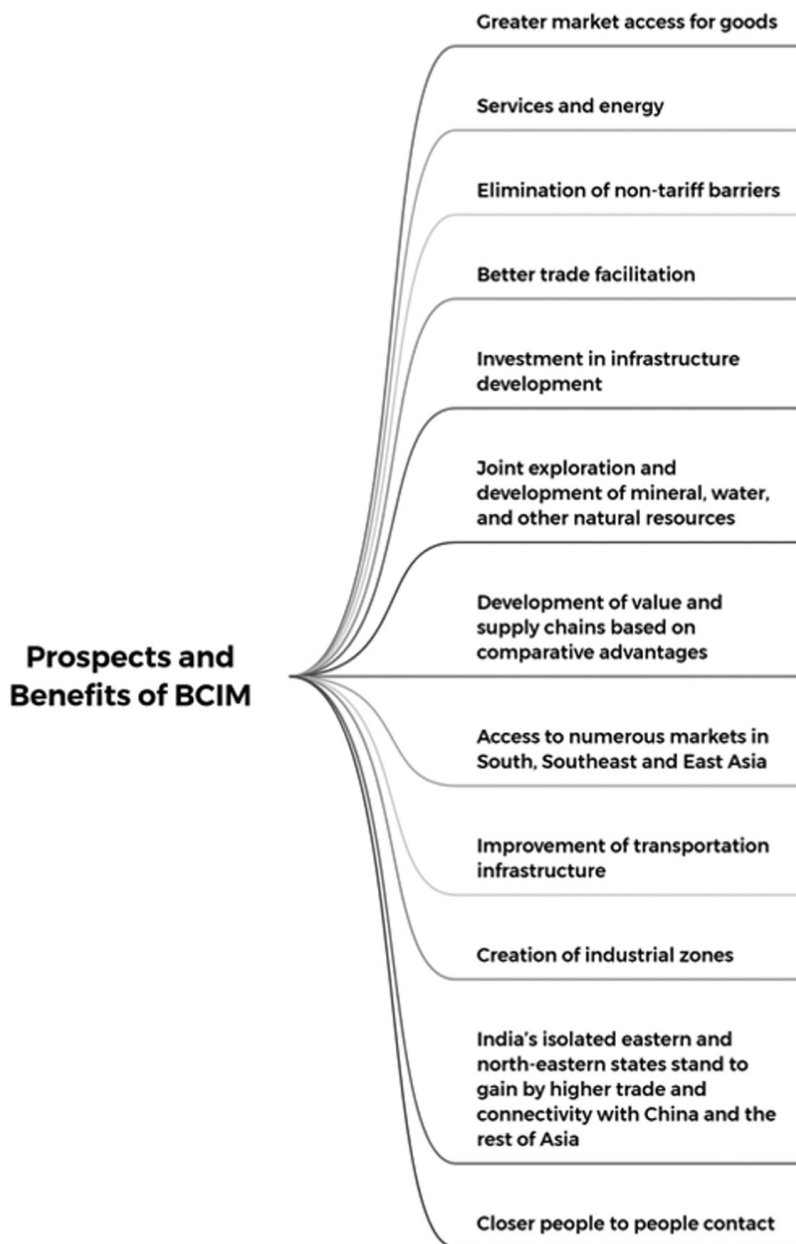 Greater market access for goods
Services and energy
Elimination of non-tariff barriers
Better trade facilitation
Investment in infrastructure
development
Joint exploration and
development of mineral, water,
and other natural resources
Development of value and
supply chains based on
comparative advantages
Prospects and
Benefits of BCIM
Access to numerous markets in
South, Southeast and East Asia
Improvement of transportation
infrastructure
Creation of industrial zones
India's isolated eastern and
north-eastern states stand to
gain by higher trade and
connectivity with China and the
rest of Asia
Closer people to people contact